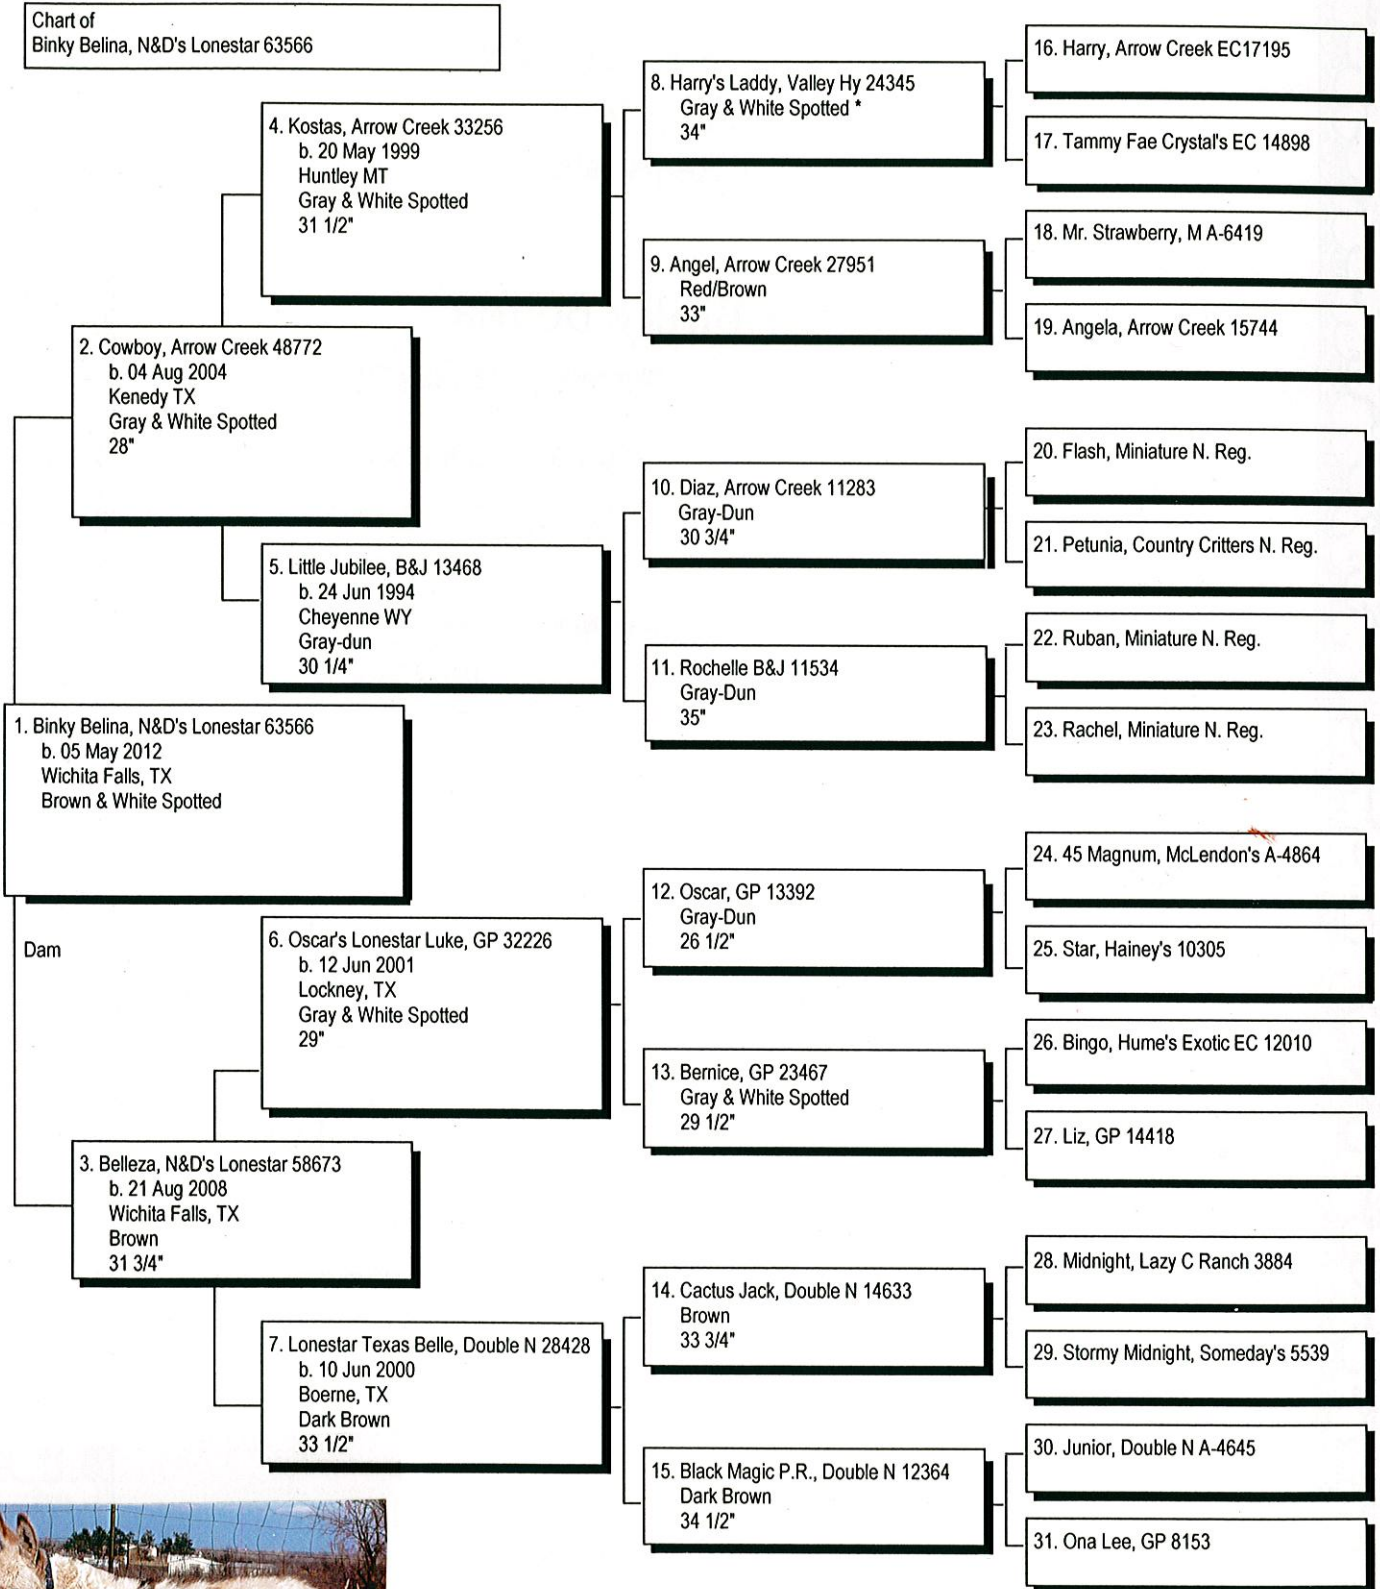 Chart of
Binky Belina, N&D's Lonestar 63566
1. Binky Belina, N&D's Lonestar 63566
b. 05 May 2012
Wichita Falls, TX
Brown & White Spotted
Dam
2. Cowboy, Arrow Creek 48772
b. 04 Aug 2004
Kenedy TX
Gray & White Spotted
28"
3. Belleza, N&D's Lonestar 58673
b. 21 Aug 2008
Wichita Falls, TX
Brown
31 3/4"
4. Kostas, Arrow Creek 33256
b. 20 May 1999
Huntley MT
Gray & White Spotted
31 1/2"
5. Little Jubilee, B&J 13468
b. 24 Jun 1994
Cheyenne WY
Gray-dun
30 1/4"
6. Oscar's Lonestar Luke, GP 32226
b. 12 Jun 2001
Lockney, TX
Gray & White Spotted
29"
7. Lonestar Texas Belle, Double N 28428
b. 10 Jun 2000
Boerne, TX
Dark Brown
33 1/2"
8. Harry's Laddy, Valley Hy 24345
Gray & White Spotted *
34"
9. Angel, Arrow Creek 27951
Red/Brown
33"
10. Diaz, Arrow Creek 11283
Gray-Dun
30 3/4"
11. Rochelle B&J 11534
Gray-Dun
35"
12. Oscar, GP 13392
Gray-Dun
26 1/2"
13. Bernice, GP 23467
Gray & White Spotted
29 1/2"
14. Cactus Jack, Double N 14633
Brown
33 3/4"
15. Black Magic P.R., Double N 12364
Dark Brown
34 1/2"
16. Harry, Arrow Creek EC17195
17. Tammy Fae Crystal's EC 14898
18. Mr. Strawberry, M A-6419
19. Angela, Arrow Creek 15744
20. Flash, Miniature N. Reg.
21. Petunia, Country Critters N. Reg.
22. Ruban, Miniature N. Reg.
23. Rachel, Miniature N. Reg.
24. 45 Magnum, McLendon's A-4864
25. Star, Hainey's 10305
26. Bingo, Hume's Exotic EC 12010
27. Liz, GP 14418
28. Midnight, Lazy C Ranch 3884
29. Stormy Midnight, Someday's 5539
30. Junior, Double N A-4645
31. Ona Lee, GP 8153